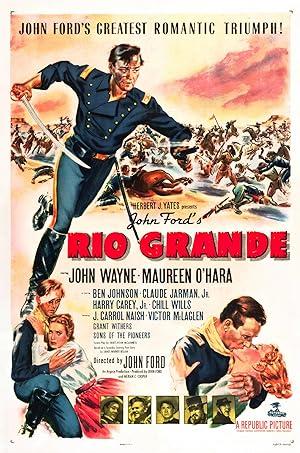 JOHN FORD'S GREATEST ROMANTIC TRIUMPH!
HERBERT J. YATES presents
John Ford's
RIO GRANDE
JOHN WAYNE · MAUREEN O'HARA
BEN JOHNSON · CLAUDE JARMAN, Jr.
HARRY CAREY, Jr. · CHILL WILLS
J. CARROL NAISH · VICTOR McLAGLEN
GRANT WITHERS
SONS OF THE PIONEERS
Directed by JOHN FORD
A REPUBLIC PICTURE